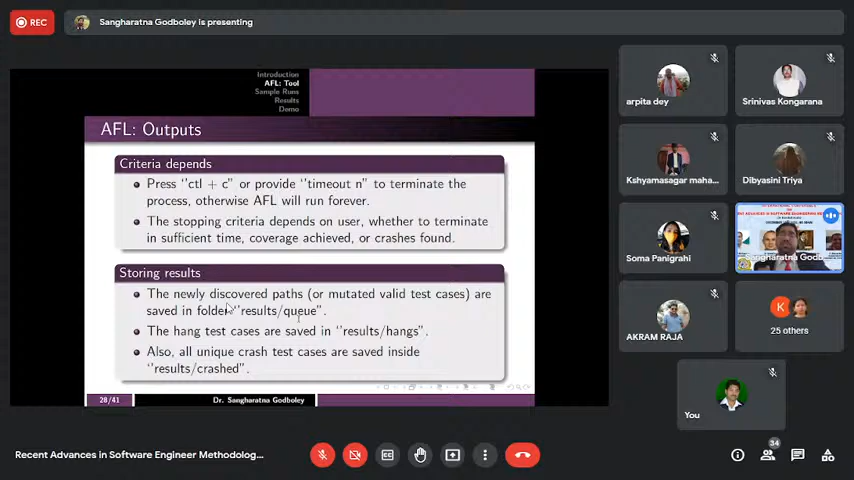 REC
Sangharatna Godboley is presenting
Introduction
AFL: Tool
Sample Runs
Results
Demo
AFL: Outputs
Criteria depends
Press "ctl + c" or provide "timeout n" to terminate the
process, otherwise AFL will run forever.
The stopping criteria depends on user, whether to terminate
in sufficient time, coverage achieved, or crashes found.
Storing results
The newly discovered paths (or mutated valid test cases) are
saved in folder "results/queue".
The hang test cases are saved in "results/hangs".
Also, all unique crash test cases are saved inside
"results/crashed".
28/41
Dr. Sangharatna Godboley
arpita dey
Srinivas Kongarana
Kshyamasagar maha...
Dibyasini Triya
Soma Panigrahi
Sangharatna Godb...
AKRAM RAJA
K
25 others
You
Recent Advances in Software Engineer Methodolog...
34